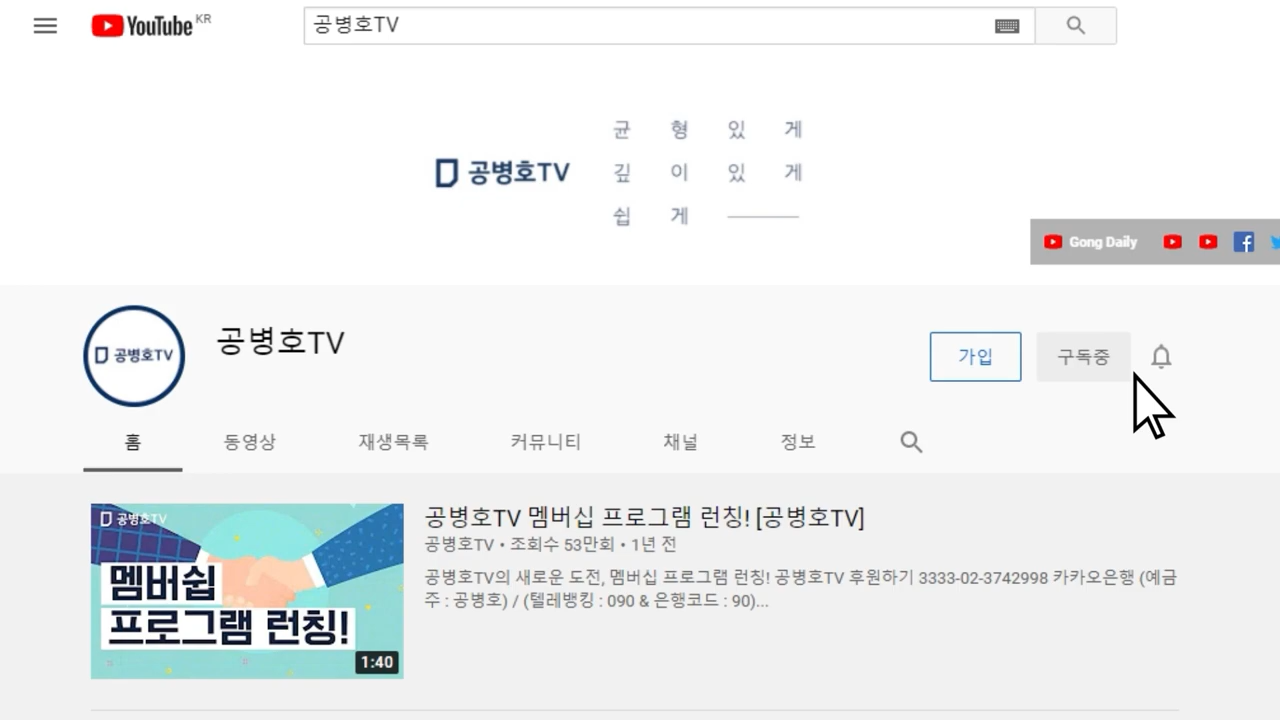 YouTube KR
공병호TV
균 형 있 게
공병호TV
깊 이 있 게
쉽 게
Gong Daily
공병호TV
공병호TV
가입
구독중
홈
동영상
재생목록
커뮤니티
채널
정보
공병호TV
멤버쉽
프로그램 런칭!
1:40
공병호TV 멤버십 프로그램 런칭! [공병호TV]
공병호TV • 조회수 53만회 • 1년 전
공병호TV의 새로운 도전, 멤버십 프로그램 런칭! 공병호TV 후원하기 3333-02-3742998 카카오은행 (예금
주 : 공병호) / (텔레뱅킹 : 090 & 은행코드 : 90)...